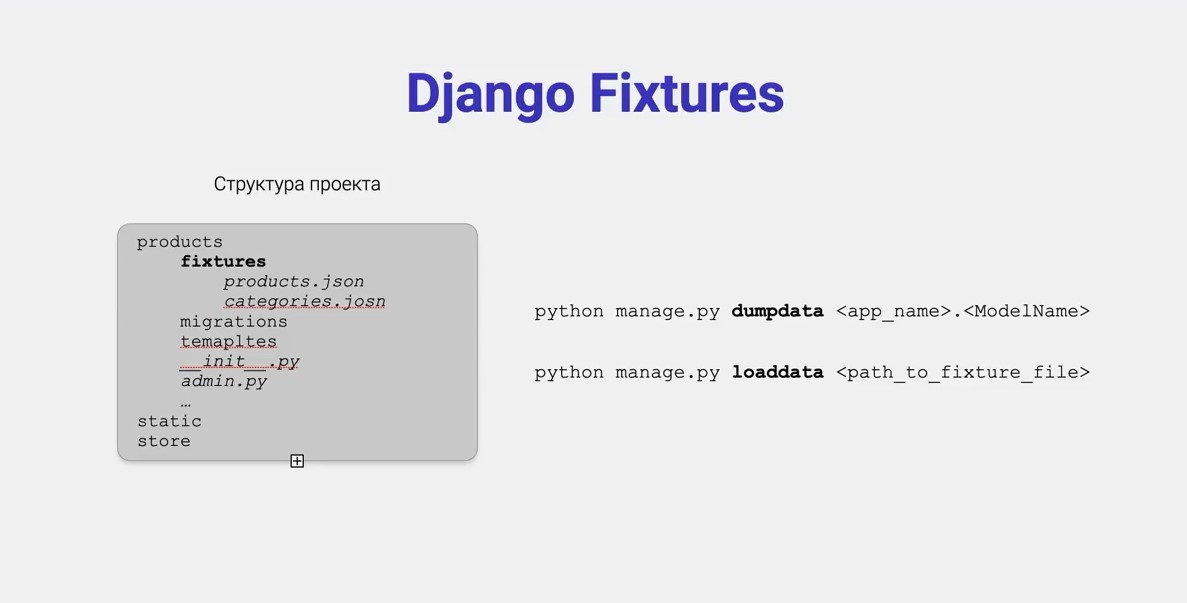 Django Fixtures
Структура проекта
products
fixtures
products.json
categories.josn
migrations
temapltes
__init__.py
admin.py
…
static
store
python manage.py dumpdata <app_name>.<ModelName>
python manage.py loaddata <path_to_fixture_file>